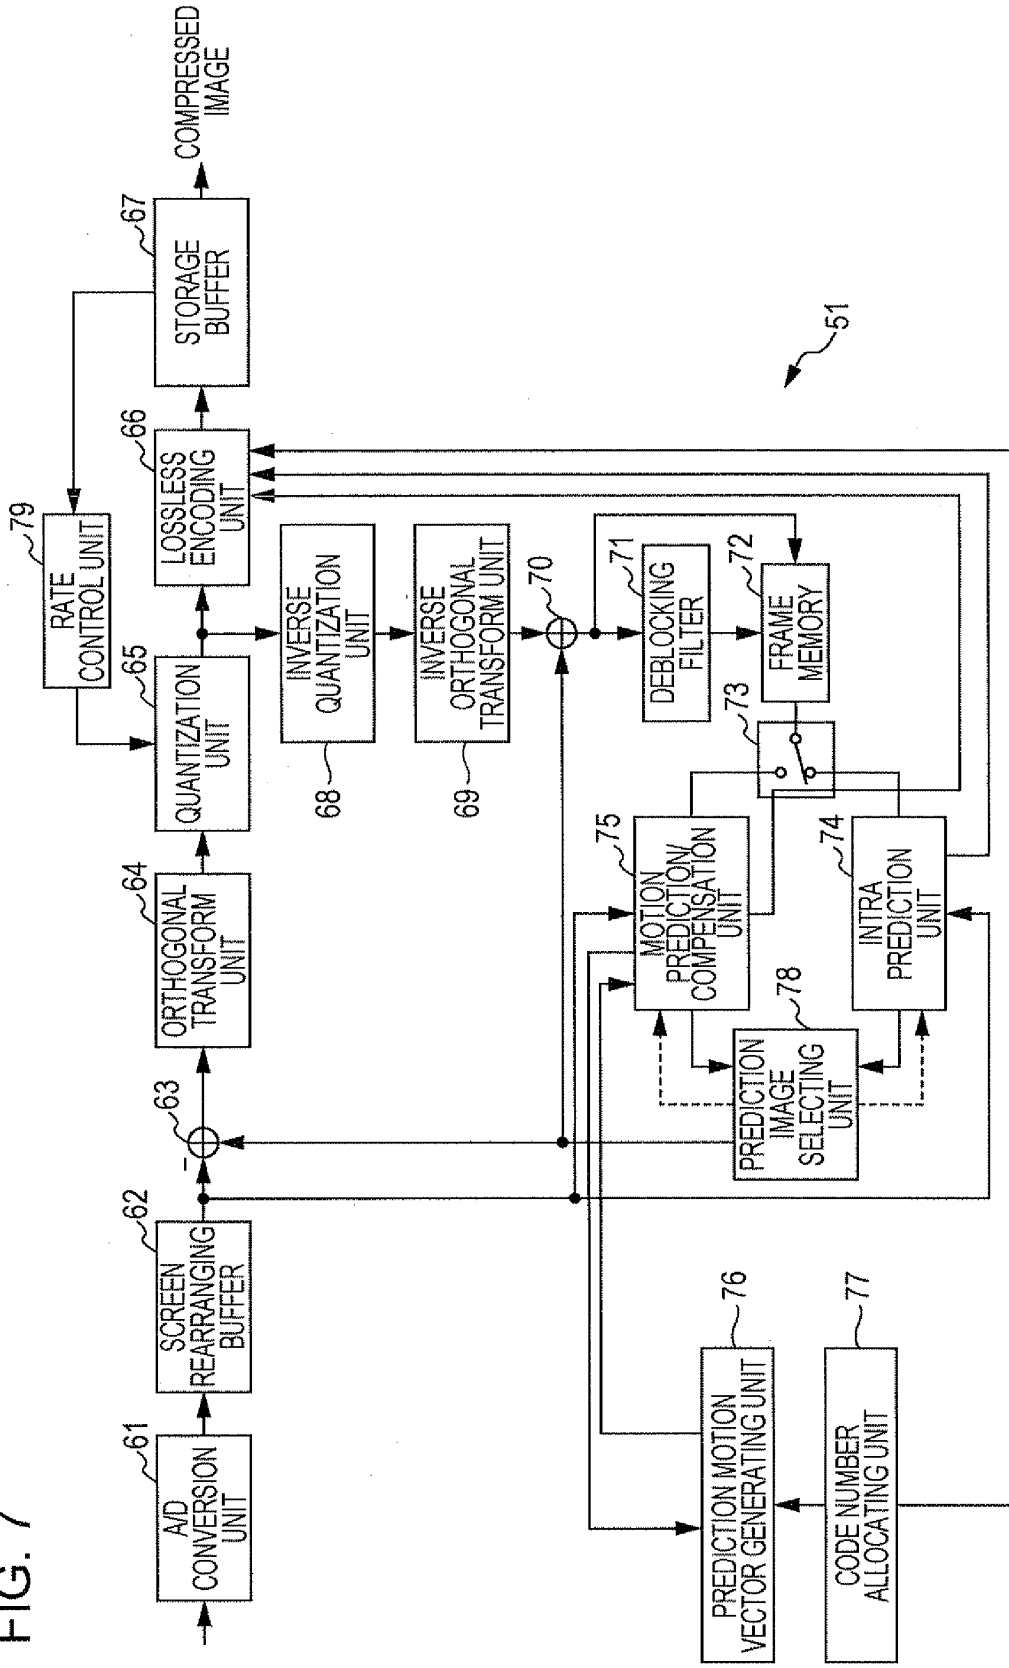 FIG. 7
61
A/D
CONVERSION
UNIT
62
SCREEN
REARRANGING
BUFFER
63
-
64
ORTHOGONAL
TRANSFORM
UNIT
65
QUANTIZATION
UNIT
79
RATE
CONTROL UNIT
66
LOSSLESS
ENCODING
UNIT
67
STORAGE
BUFFER
COMPRESSED
IMAGE
68
INVERSE
QUANTIZATION
UNIT
69
INVERSE
ORTHOGONAL
TRANSFORM UNIT
70
71
DEBLOCKING
FILTER
72
FRAME
MEMORY
73
51
75
MOTION
PREDICTION/
COMPENSATION
UNIT
74
INTRA
PREDICTION
UNIT
78
PREDICTION
IMAGE
SELECTING
UNIT
76
PREDICTION MOTION
VECTOR GENERATING UNIT
77
CODE NUMBER
ALLOCATING UNIT